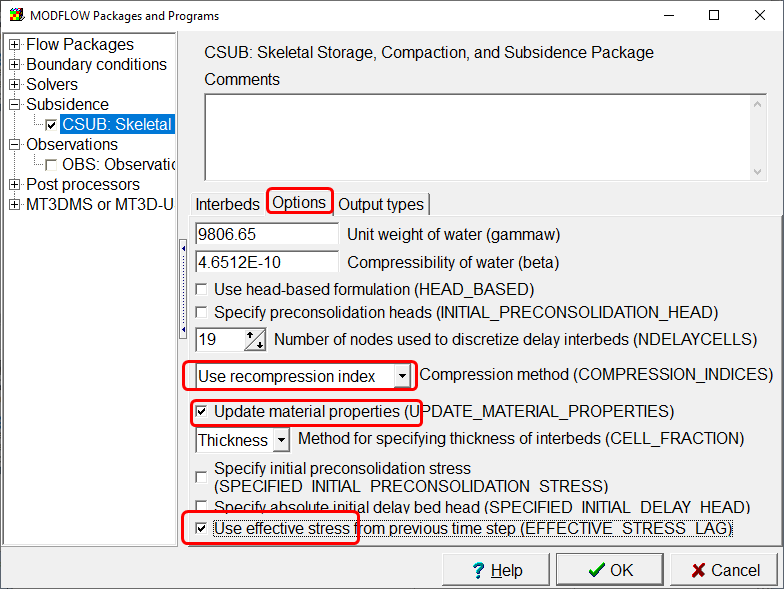 MODFLOW Packages and Programs
Flow Packages
Boundary conditions
Solvers
Subsidence
CSUB: Skeletal
Observations
OBS: Observatio
Post processors
MT3DMS or MT3D-U
CSUB: Skeletal Storage, Compaction, and Subsidence Package
Comments
Interbeds Options Output types
9806.65 Unit weight of water (gammaw)
4.6512E-10 Compressibility of water (beta)
Use head-based formulation (HEAD_BASED)
Specify preconsolidation heads (INITIAL_PRECONSOLIDATION_HEAD)
19 Number of nodes used to discretize delay interbeds (NDELAYCELLS)
Use recompression index Compression method (COMPRESSION_INDICES)
Update material properties (UPDATE_MATERIAL_PROPERTIES)
Thickness Method for specifying thickness of interbeds (CELL_FRACTION)
Specify initial preconsolidation stress
(SPECIFIED_INITIAL_PRECONSOLIDATION_STRESS)
Specify absolute initial delay bed head (SPECIFIED_INITIAL_DELAY_HEAD)
Use effective stress from previous time step (EFFECTIVE_STRESS_LAG)
? Help OK Cancel